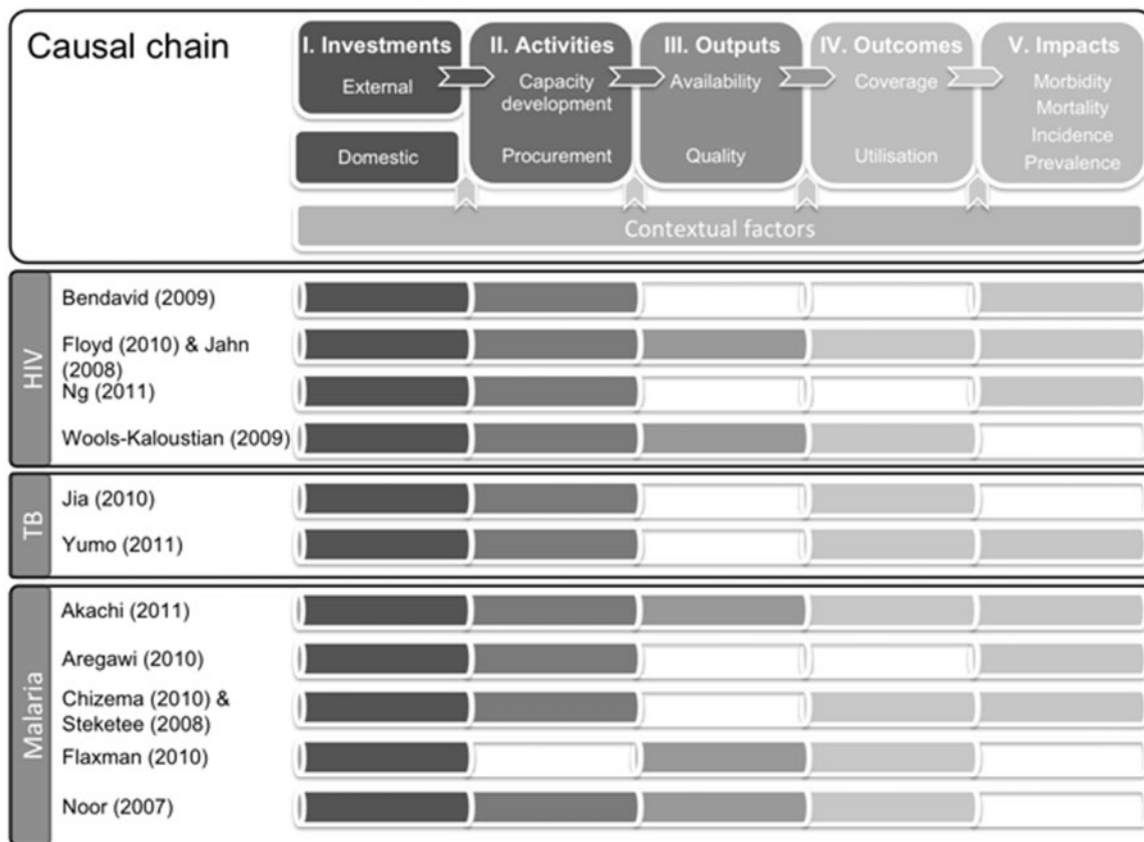 Causal chain
I. Investments
External
Domestic
II. Activities
Capacity
development
Procurement
III. Outputs
Availability
Quality
IV. Outcomes
Coverage
Utilisation
V. Impacts
Morbidity
Mortality
Incidence
Prevalence
Contextual factors
HIV
Bendavid (2009)
Floyd (2010) & Jahn
(2008)
Ng (2011)
Wools-Kaloustian (2009)
TB
Jia (2010)
Yumo (2011)
Malaria
Akachi (2011)
Aregawi (2010)
Chizema (2010) &
Steketee (2008)
Flaxman (2010)
Noor (2007)